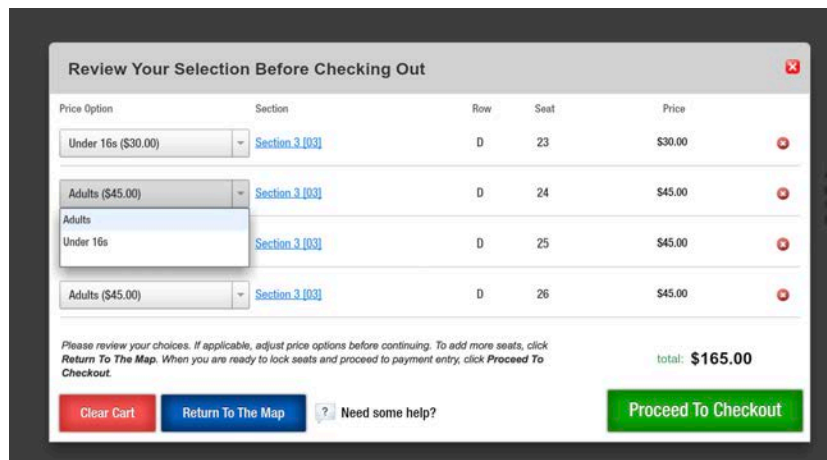 Review Your Selection Before Checking Out
Price Option Section Row Seat Price
Under 16s ($30.00) Section 3 [03] D 23 $30.00
Adults ($45.00) Section 3 [03] D 24 $45.00
Adults
Under 16s
Section 3 [03] D 25 $45.00
Adults ($45.00) Section 3 [03] D 26 $45.00
Please review your choices. If applicable, adjust price options before continuing. To add more seats, click
Return To The Map. When you are ready to lock seats and proceed to payment entry, click Proceed To
Checkout.
total: $165.00
Clear Cart Return To The Map ? Need some help? Proceed To Checkout